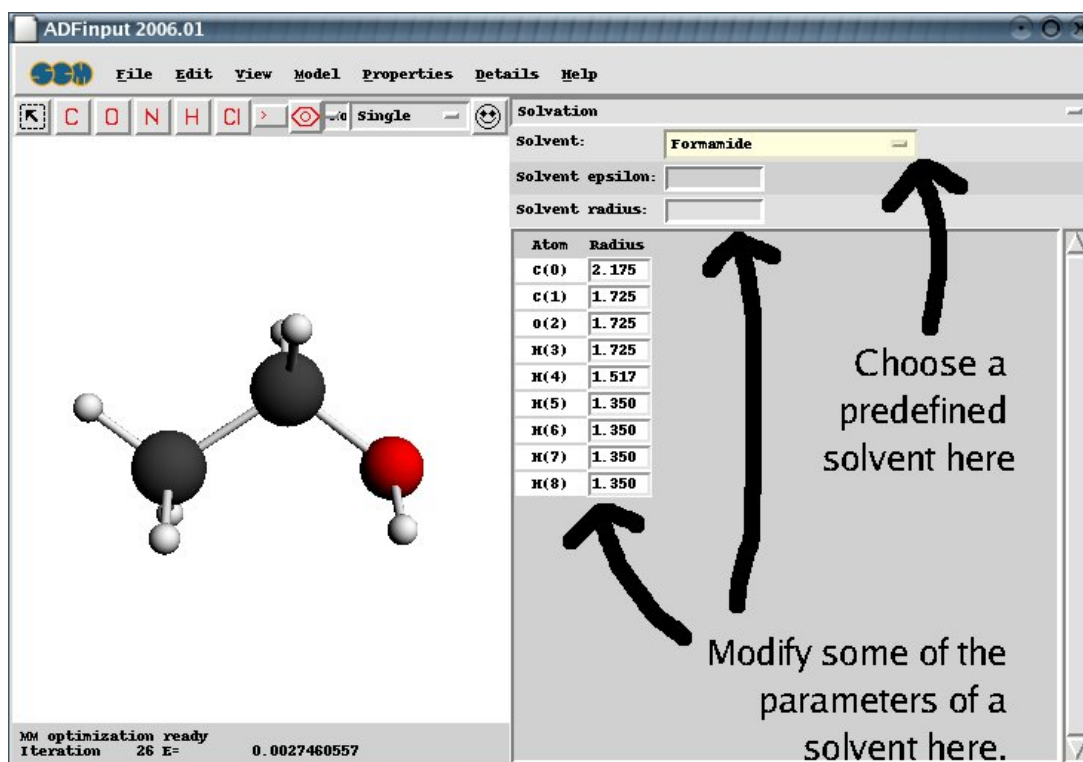 ADFinput 2006.01
SCM File Edit View Model Properties Details Help
C O N H Cl > Single
Solvation
Solvent: Formamide
Solvent epsilon:
Solvent radius:
Atom Radius
C(0) 2.175
C(1) 1.725
O(2) 1.725
H(3) 1.725
H(4) 1.517
H(5) 1.350
H(6) 1.350
H(7) 1.350
H(8) 1.350
Choose a
predefined
solvent here
Modify some of the
parameters of a
solvent here.
MM optimization ready
Iteration 26 E= 0.0027460557